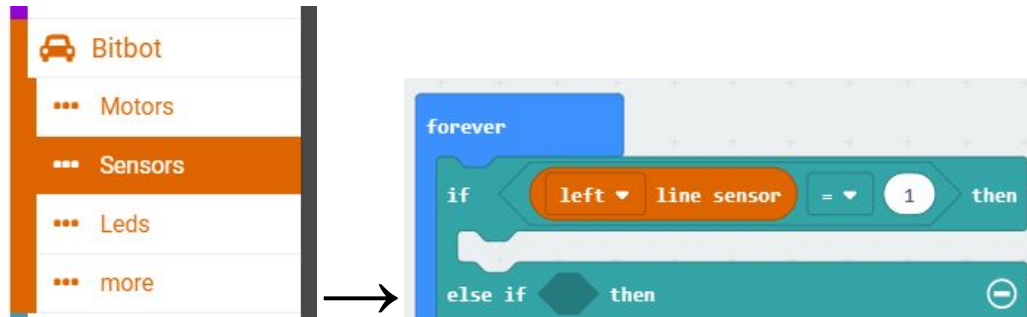 Bitbot
Motors
Sensors
Leds
more
forever
if left line sensor = 1 then
else if then